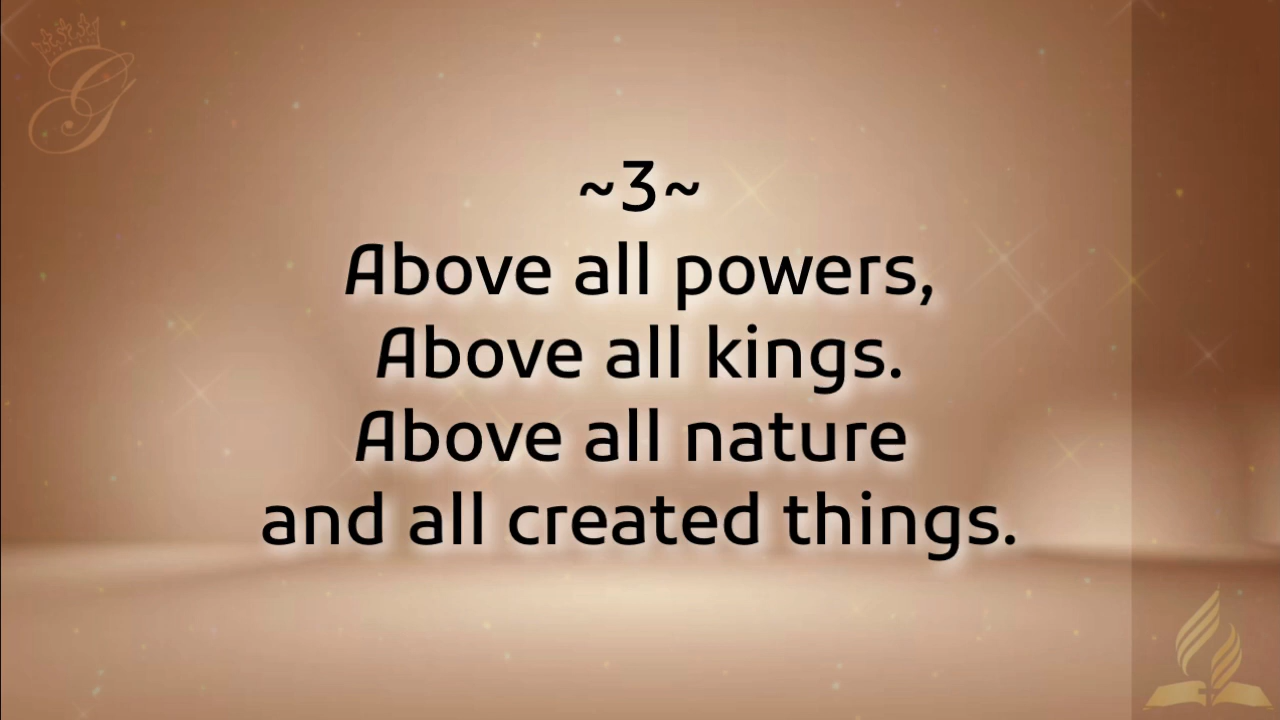 G
~3~
Above all powers,
Above all kings.
Above all nature
and all created things.